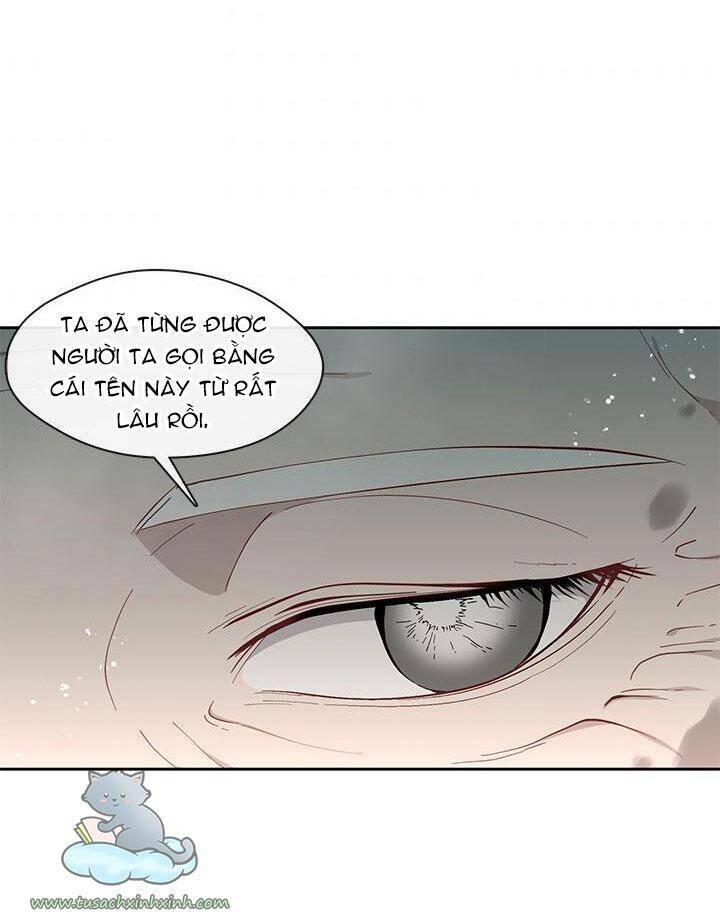 TA ĐÃ TỪNG ĐƯỢC
NGƯỜI TA GỌI BẰNG
CÁI TÊN NÀY TỪ RẤT
LÂU RỒI.
www.tusachxinhxinh.com